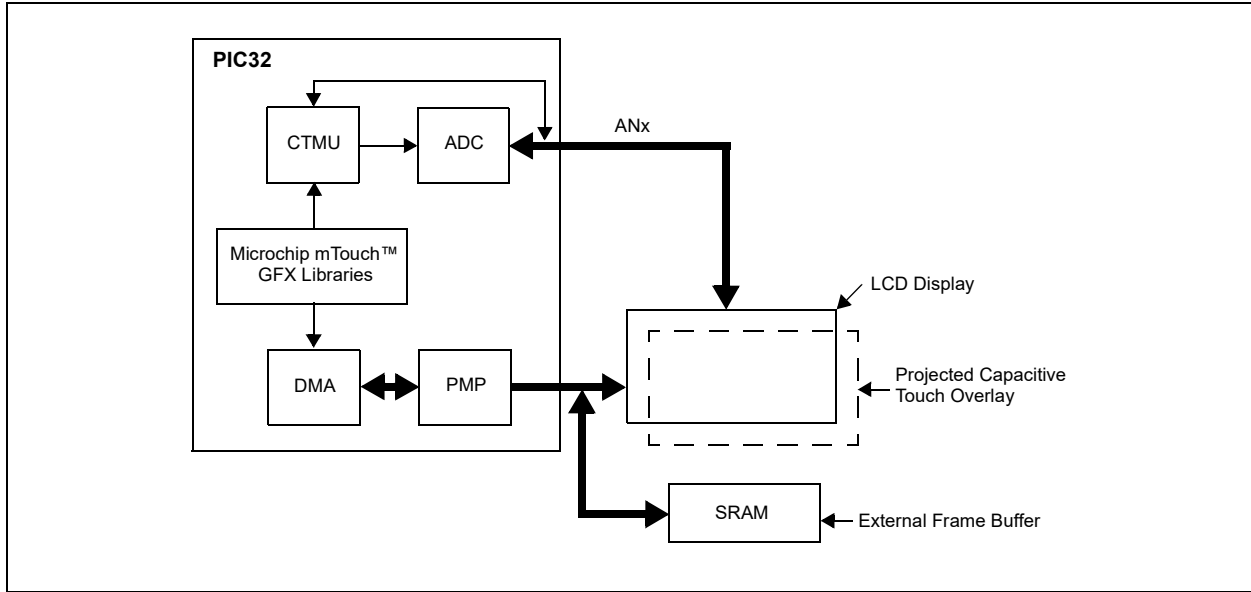 PIC32
CTMU
ADC
ANx
Microchip mTouch™
GFX Libraries
LCD Display
DMA
PMP
Projected Capacitive
Touch Overlay
SRAM
External Frame Buffer